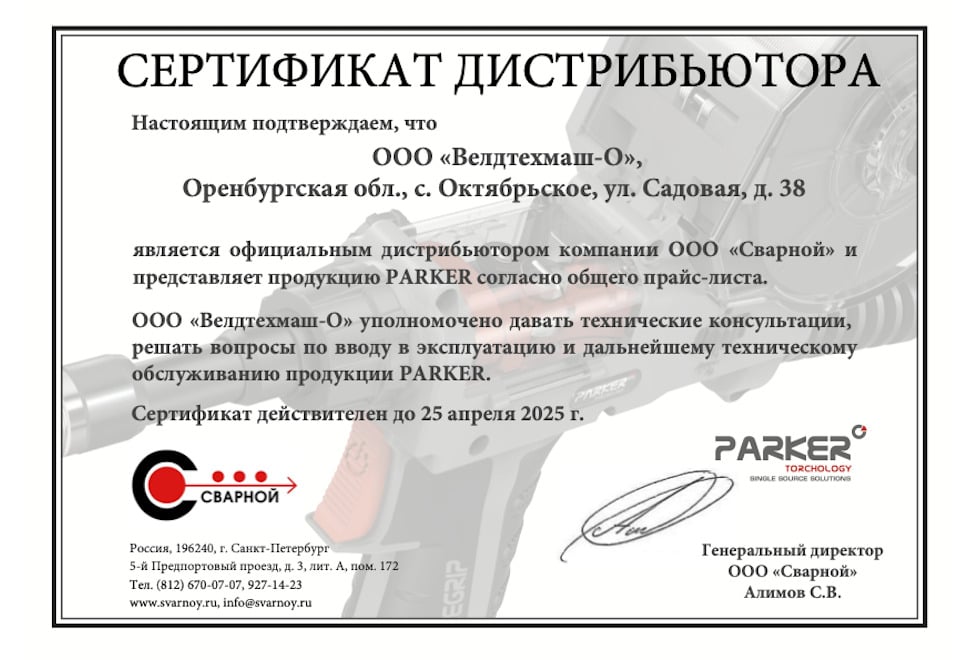 СЕРТИФИКАТ ДИСТРИБЬЮТОРА
Настоящим подтверждаем, что
ООО «Велдтехмаш-О»,
Оренбургская обл., с. Октябрьское, ул. Садовая, д. 38
является официальным дистрибьютором компании ООО «Сварной» и
представляет продукцию PARKER согласно общего прайс-листа.
ООО «Велдтехмаш-О» уполномочено давать технические консультации,
решать вопросы по вводу в эксплуатацию и дальнейшему техническому
обслуживанию продукции PARKER.
PARKER
Сертификат действителен до 25 апреля 2025 г.
СВАРНОЙ
PARKER
TORCHOLOGY
SINGLE SOURCE SOLUTIONS
Россия, 196240, г. Санкт-Петербург
5-й Предпортовый проезд, д. 3, лит. А, пом. 172
Тел. (812) 670-07-07, 927-14-23
www.svarnoy.ru, info@svarnoy.ru
EGRIP
Генеральный директор
ООО «Сварной»
Алимов С.В.